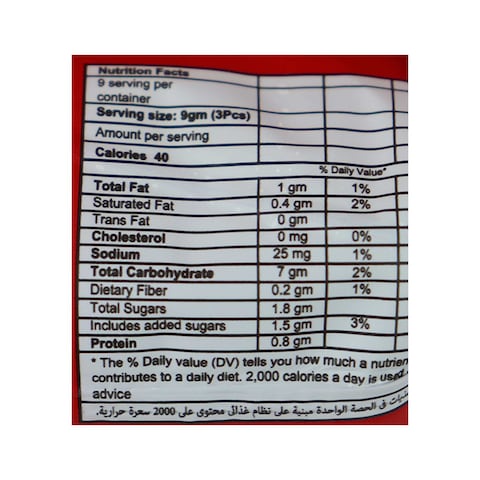 Nutrition Facts
9 serving per
container
Serving size: 9gm (3Pcs)
Amount per serving
Calories 40
% Daily Value*
Total Fat 1 gm 1%
Saturated Fat 0.4 gm 2%
Trans Fat 0 gm
Cholesterol 0 mg 0%
Sodium 25 mg 1%
Total Carbohydrate 7 gm 2%
Dietary Fiber 0.2 gm 1%
Total Sugars 1.8 gm
Includes added sugars 1.5 gm 3%
Protein 0.8 gm
* The % Daily value (DV) tells you how much a nutrien
contributes to a daily diet. 2,000 calories a day is used
advice
فى الحصة الواحدة مبنية على نظام غذائى محتوى على 2000 سعرة حرارية.